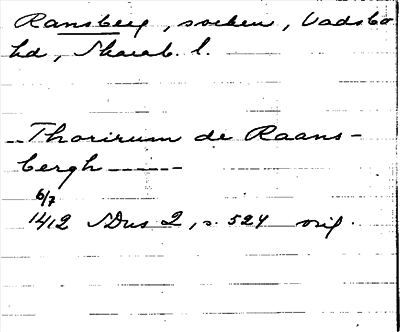 Ransberg, socken, Vadsbo
hd, Skarab. l.
Thorirum de Raans-
bergh
6/7
1412 SDns 2, s. 524 orig.